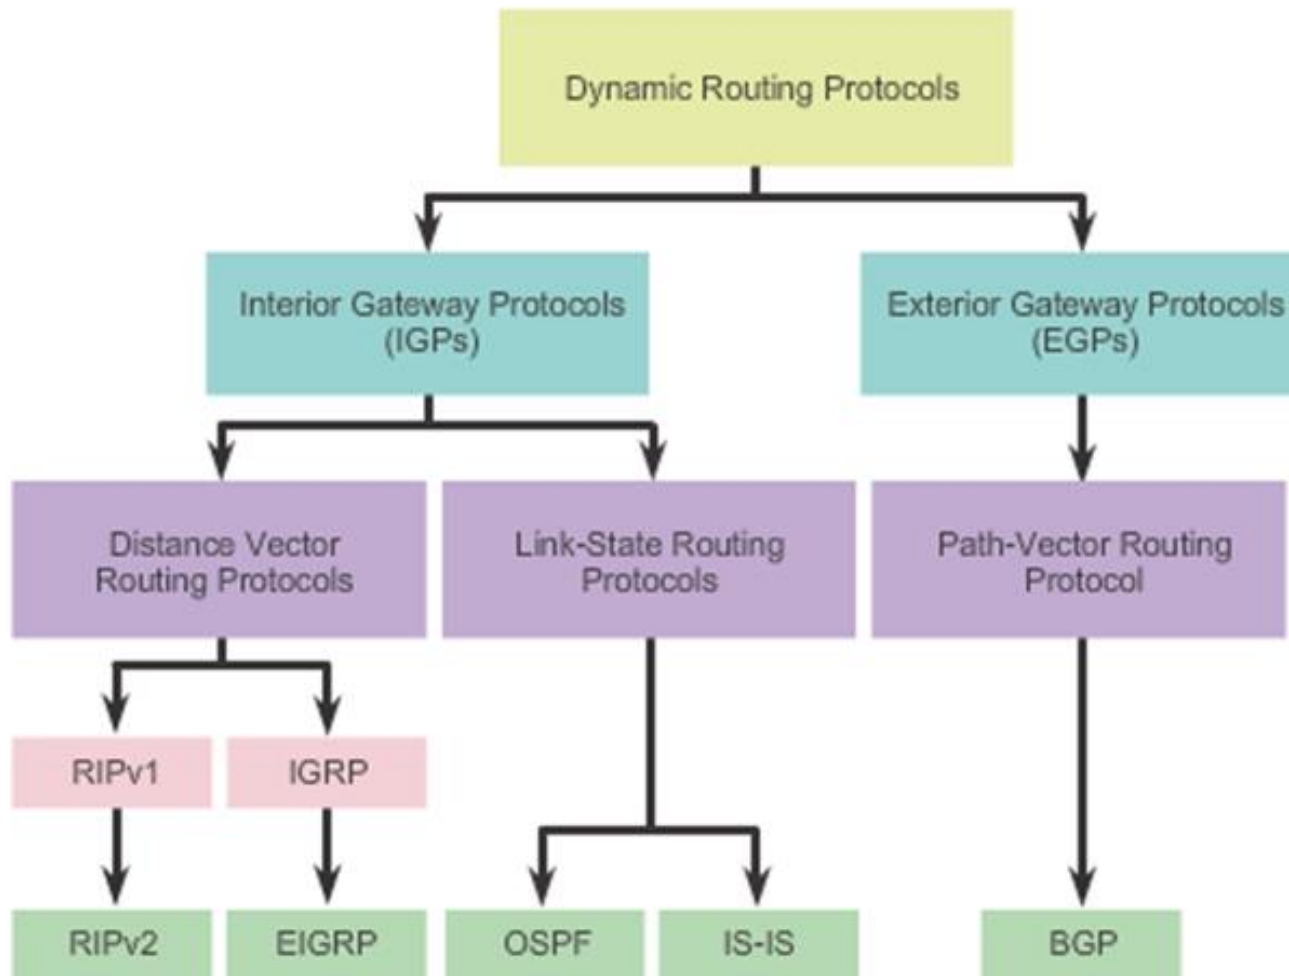 Dynamic Routing Protocols
Interior Gateway Protocols
(IGPs)
Exterior Gateway Protocols
(EGPs)
Distance Vector
Routing Protocols
Link-State Routing
Protocols
Path-Vector Routing
Protocol
RIPv1
IGRP
RIPv2
EIGRP
OSPF
IS-IS
BGP